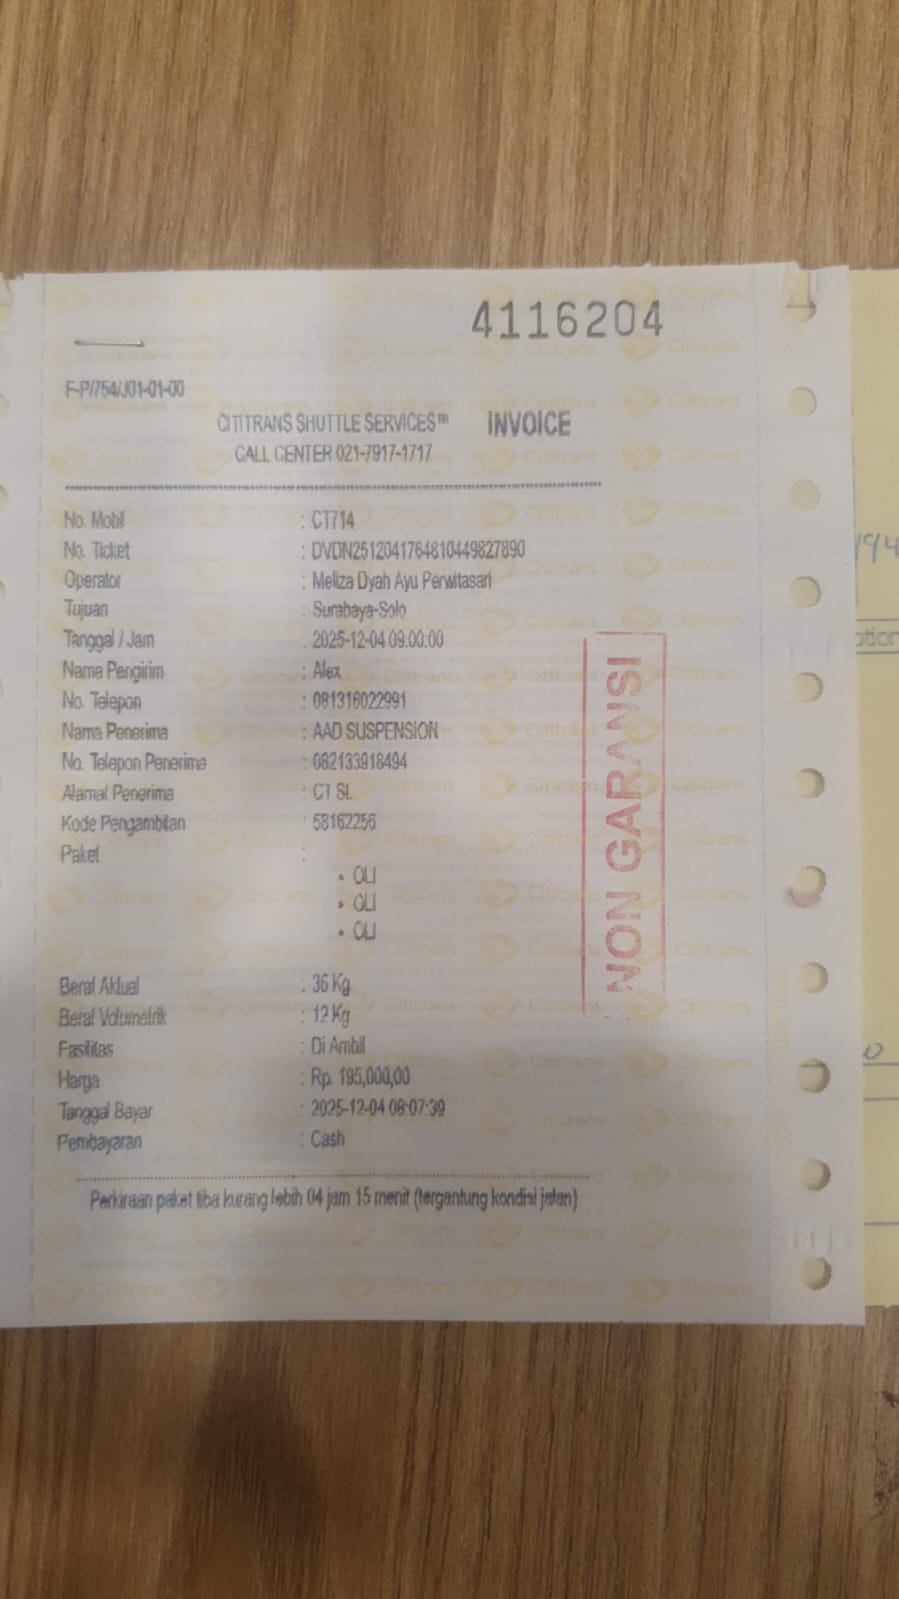 4116204
F-P/754/J01-01-00
CITITRANS SHUTTLE SERVICES™ INVOICE
CALL CENTER 021-7917-1717
No. Mobil : CT714
No. Ticket : DVDN2512041764810449827890
Operator : Meliza Dyah Ayu Perwitasari
Tujuan : Surabaya-Solo
Tanggal / Jam : 2025-12-04 09.00.00
Nama Pengirim : Alex
No. Telepon : 081316022991
Nama Penerima : AAD SUSPENSION
No. Telepon Penerima : 082133918494
Alamat Penerima : CT SL
Kode Pengambilan : 58162256
Paket :
• OLI
• OLI
• OLI
Berat Aktual : 36 Kg
Berat Volumetrik : 12 Kg
Fasilitas : Di Ambil
Harga : Rp. 195,000,00
Tanggal Bayar : 2025-12-04 08:07:39
Pembayaran : Cash
Perkiraan paket tiba kurang lebih 04 jam 15 menit (tergantung kondisi jalan)
NON GARANSI